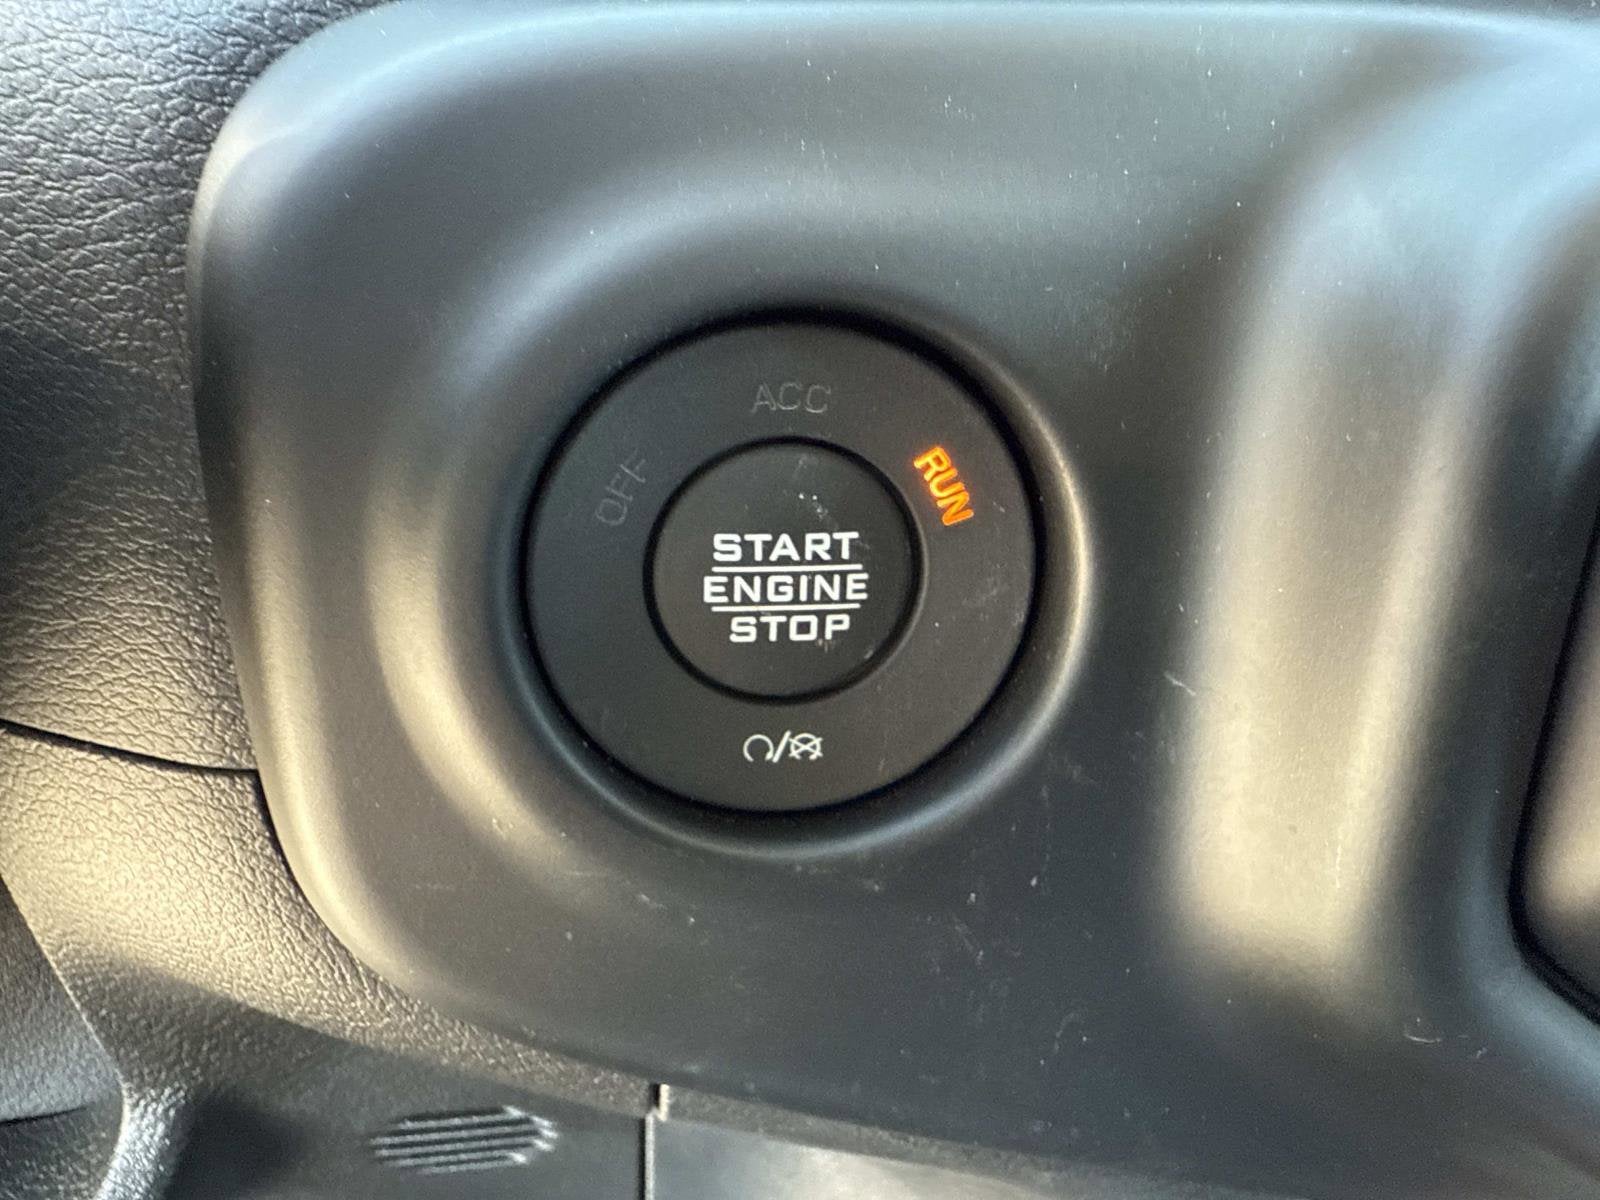 ACC
OFF
RUN
START
ENGINE
STOP